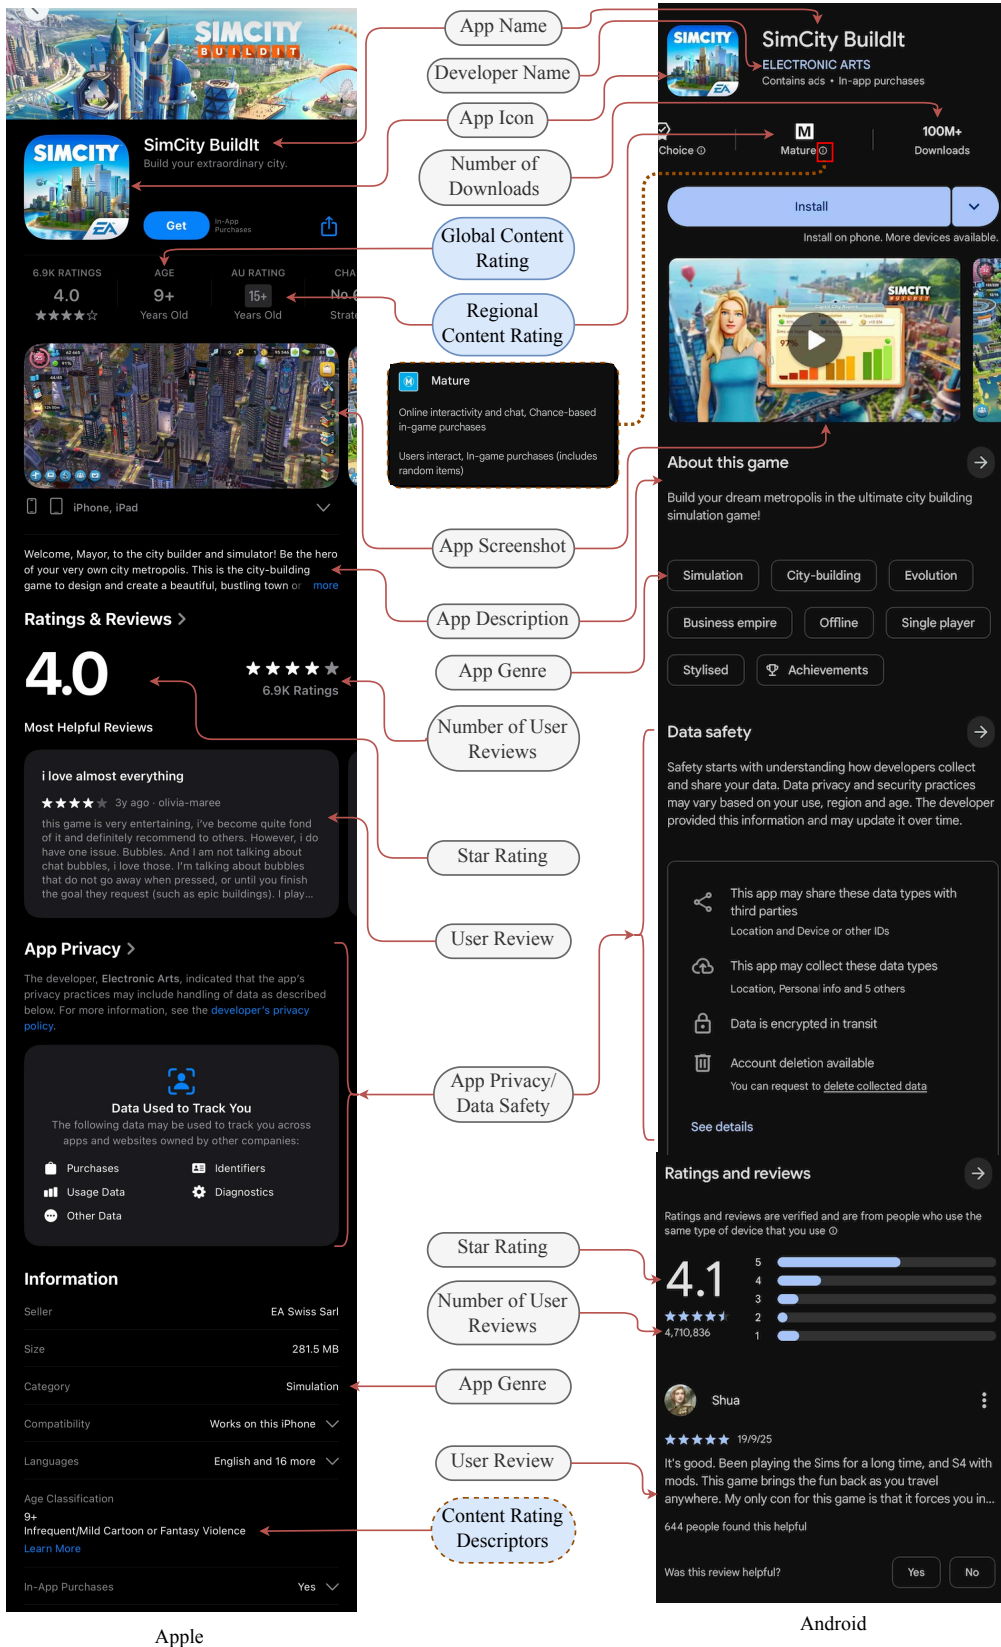 SIMCITY
BUILDIT
SIMCITY
EA
SimCity BuildIt
Build your extraordinary city.
Get
In-App
Purchases
6.9K RATINGS
4.0
★★★★☆
AGE
9+
Years Old
AU RATING
15+
Years Old
CHA
No.
Strate
iPhone, iPad
Welcome, Mayor, to the city builder and simulator! Be the hero
of your very own city metropolis. This is the city-building
game to design and create a beautiful, bustling town or more
Ratings & Reviews
4.0
6.9K Ratings
Most Helpful Reviews
i love almost everything
3y ago · olivia-maree
this game is very entertaining, i've become quite fond
of it and definitely recommend to others. However, i do
have one issue. Bubbles. And I am not talking about
chat bubbles, i love those. I'm talking about bubbles
that do not go away when pressed, or until you finish
the goal they request (such as epic buildings). I play...
App Privacy
The developer, Electronic Arts, indicated that the app's
privacy practices may include handling of data as described
below. For more information, see the developer's privacy
policy.
Data Used to Track You
The following data may be used to track you across
apps and websites owned by other companies:
Purchases
Identifiers
Usage Data
Diagnostics
Other Data
Information
Seller
EA Swiss Sarl
Size
281.5 MB
Category
Simulation
Compatibility
Works on this iPhone
Languages
English and 16 more
Age Classification
9+
Infrequent/Mild Cartoon or Fantasy Violence
Learn More
In-App Purchases
Yes
Apple
App Name
Developer Name
App Icon
Number of
Downloads
Global Content
Rating
Regional
Content Rating
Mature
Online interactivity and chat, Chance-based
in-game purchases
Users interact, In-game purchases (includes
random items)
App Screenshot
App Description
App Genre
Number of User
Reviews
Star Rating
User Review
App Privacy/
Data Safety
Star Rating
Number of User
Reviews
App Genre
User Review
Content Rating
Descriptors
SIMCITY
EA
SimCity BuildIt
ELECTRONIC ARTS
Contains ads • In-app purchases
Choice
M
Mature
100M+
Downloads
Install
Install on phone. More devices available.
SIMCITY
BUILDIT
97%
About this game
Build your dream metropolis in the ultimate city building
simulation game!
Simulation
City-building
Evolution
Business empire
Offline
Single player
Stylised
Achievements
Data safety
Safety starts with understanding how developers collect
and share your data. Data privacy and security practices
may vary based on your use, region and age. The developer
provided this information and may update it over time.
This app may share these data types with
third parties
Location and Device or other IDs
This app may collect these data types
Location, Personal info and 5 others
Data is encrypted in transit
Account deletion available
You can request to delete collected data
See details
Ratings and reviews
Ratings and reviews are verified and are from people who use the
same type of device that you use
4.1
5
4
3
2
1
4,710,836
Shua
19/9/25
It's good. Been playing the Sims for a long time, and S4 with
mods. This game brings the fun back as you travel
anywhere. My only con for this game is that it forces you in...
644 people found this helpful
Was this review helpful?
Yes
No
Android